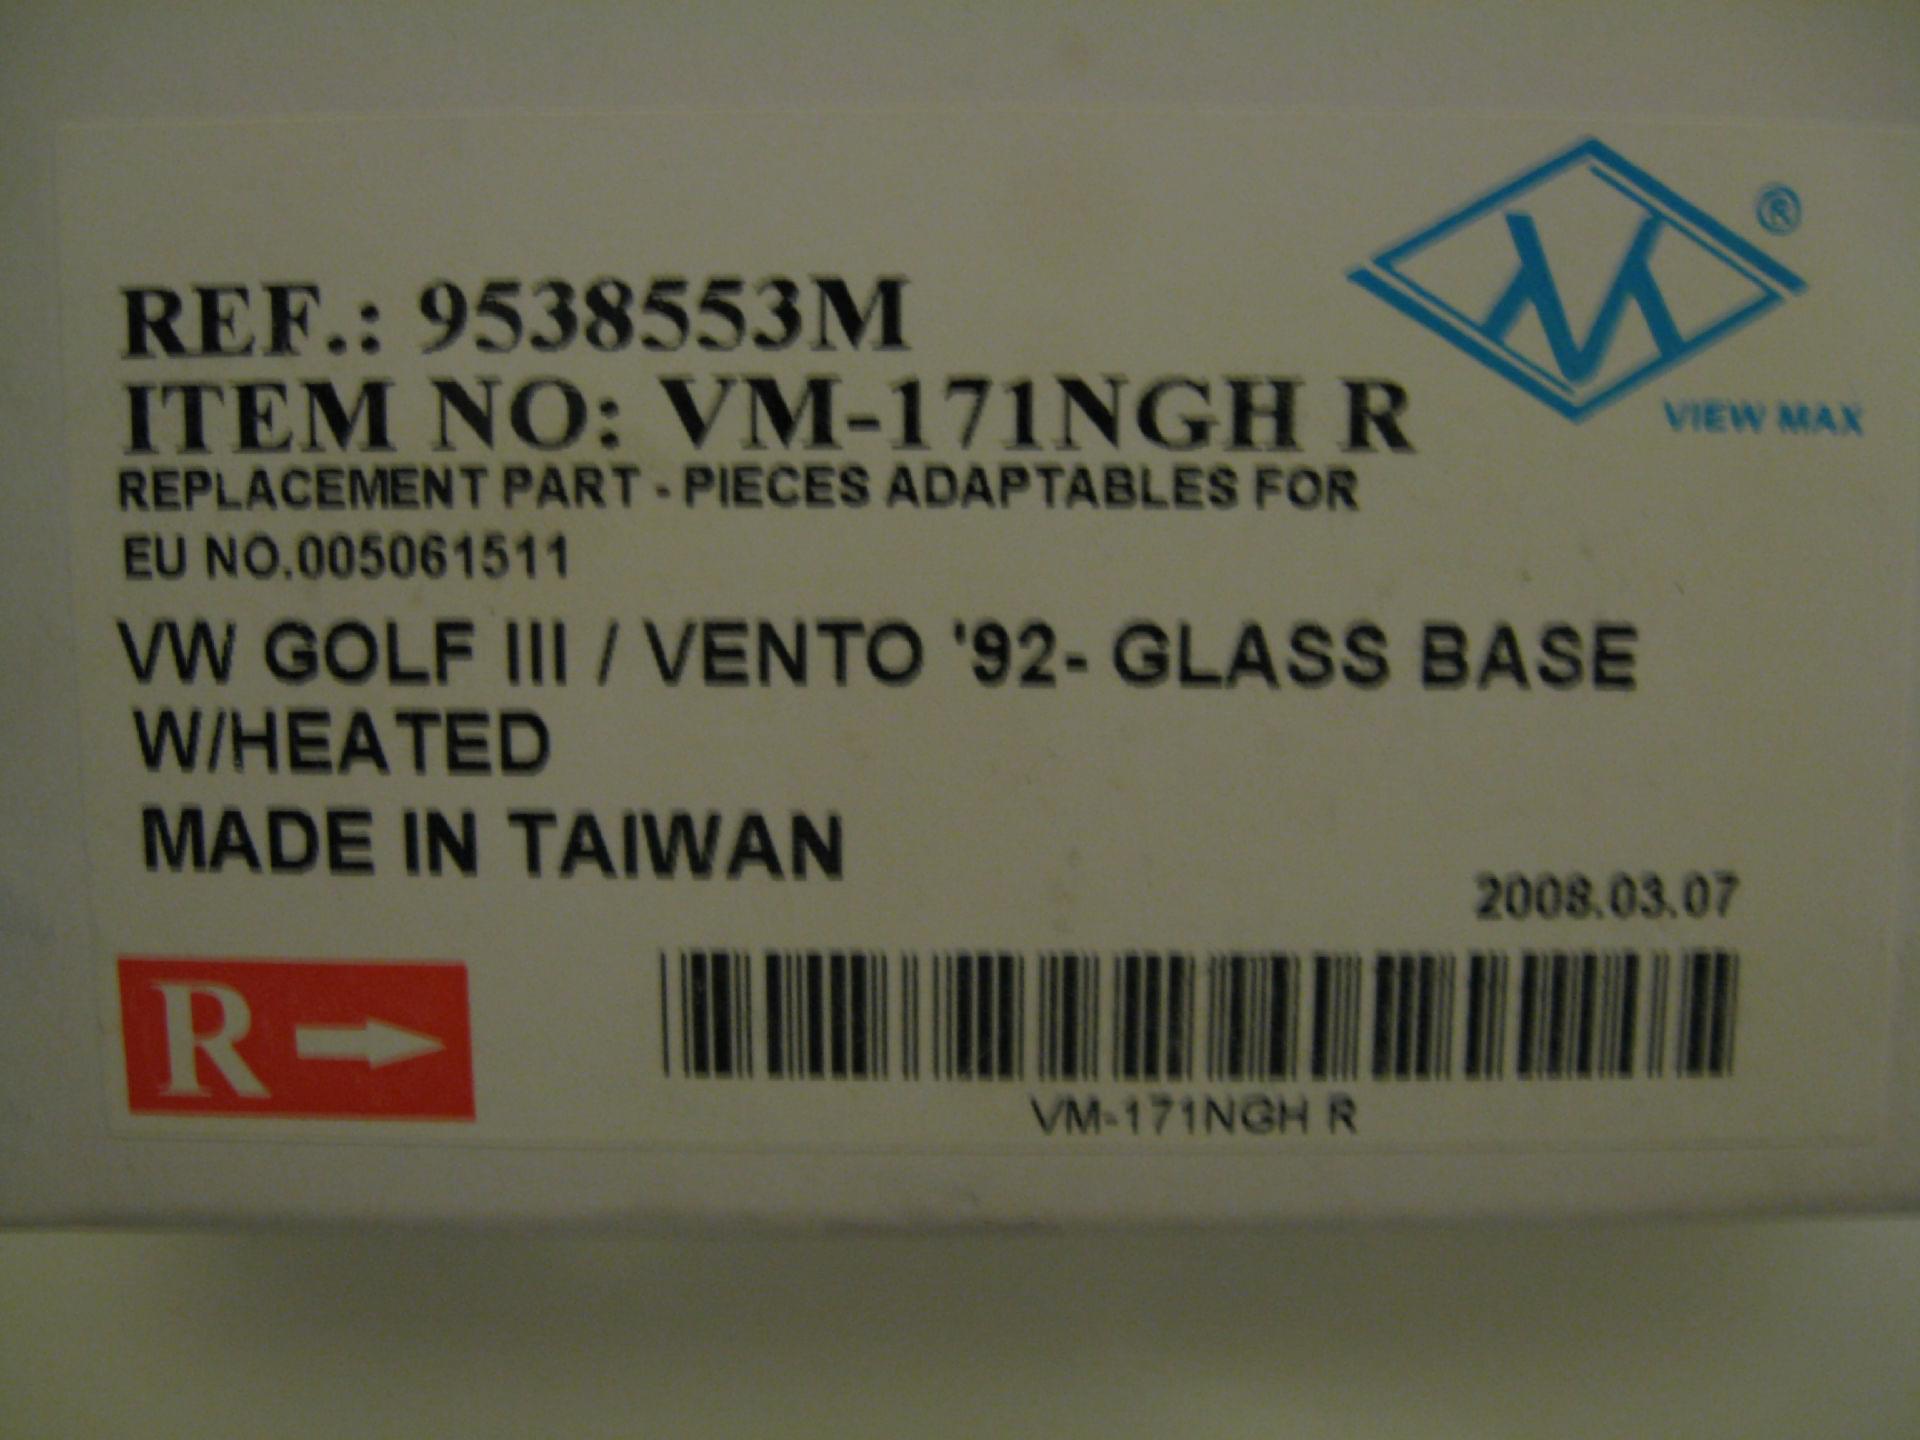 ®
VIEW MAX
REF.: 9538553M
ITEM NO: VM-171NGH R
REPLACEMENT PART - PIECES ADAPTABLES FOR
EU NO.005061511
VW GOLF III / VENTO '92- GLASS BASE
W/HEATED
MADE IN TAIWAN
2008.03.07
R
VM-171NGH R